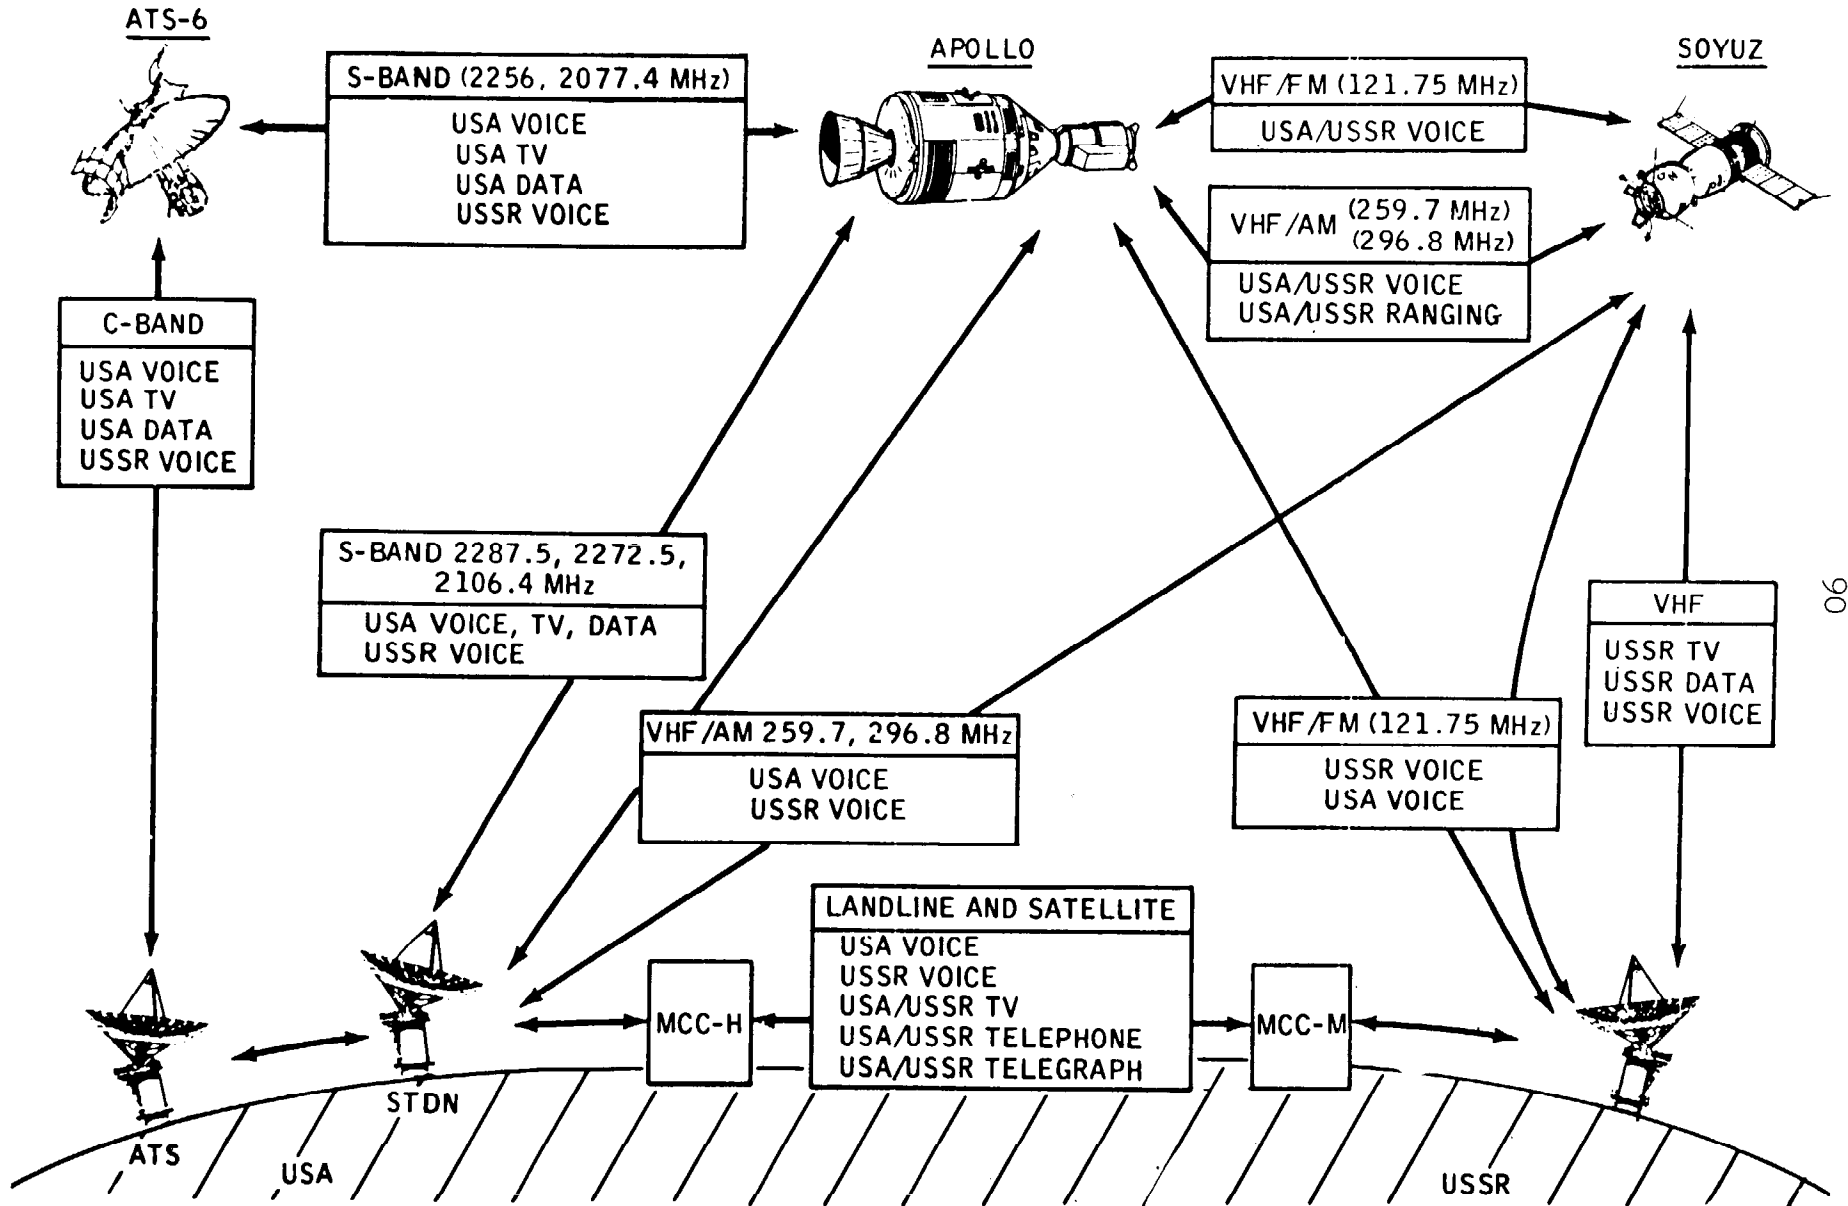 ATS-6
APOLLO
SOYUZ
S-BAND (2256, 2077.4 MHz)
USA VOICE
USA TV
USA DATA
USSR VOICE
VHF/FM (121.75 MHz)
USA/USSR VOICE
VHF/AM (259.7 MHz)
(296.8 MHz)
USA/USSR VOICE
USA/USSR RANGING
C-BAND
USA VOICE
USA TV
USA DATA
USSR VOICE
S-BAND 2287.5, 2272.5,
2106.4 MHz
USA VOICE, TV, DATA
USSR VOICE
VHF/AM 259.7, 296.8 MHz
USA VOICE
USSR VOICE
VHF/FM (121.75 MHz)
USSR VOICE
USA VOICE
VHF
USSR TV
USSR DATA
USSR VOICE
90
LANDLINE AND SATELLITE
USA VOICE
USSR VOICE
USA/USSR TV
USA/USSR TELEPHONE
USA/USSR TELEGRAPH
MCC-H
MCC-M
STDN
ATS
USA
USSR